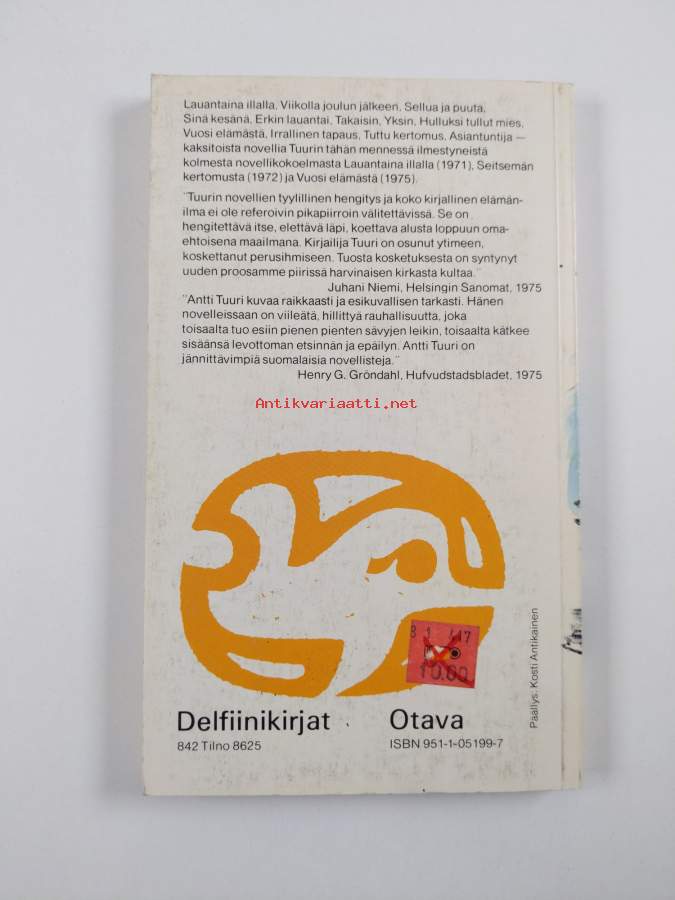 Lauantaina illalla, Viikolla joulun jälkeen, Sellua ja puuta,
Sinä kesänä, Erkin lauantai, Takaisin, Yksin, Hulluksi tullut mies,
Vuosi elämästä, Irrallinen tapaus, Tuttu kertomus, Asiantuntija —
kaksitoista novellia Tuurin tähän mennessä ilmestyneistä
kolmesta novellikokoelmasta Lauantaina illalla (1971), Seitsemän
kertomusta (1972) ja Vuosi elämästä (1975).
"Tuurin novellien tyylillinen hengitys ja koko kirjallinen elämän-
ilma ei ole referoivin pikapiirroin välitettävissä. Se on
hengitettävä itse, elettävä läpi, koettava alusta loppuun oma-
ehtoisena maailmana. Kirjailija Tuuri on osunut ytimeen,
koskettanut perusihmiseen. Tuosta kosketuksesta on syntynyt
uuden proosamme piirissä harvinaisen kirkasta kultaa."
Juhani Niemi, Helsingin Sanomat, 1975
"Antti Tuuri kuvaa raikkaasti ja esikuvallisen tarkasti. Hänen
novelleissaan on viileätä, hillittyä rauhallisuutta, joka
toisaalta tuo esiin pienen pienten sävyjen leikin, toisaalta kätkee
sisäänsä levottoman etsinnän ja epäilyn. Antti Tuuri on
jännittävimpiä suomalaisia novellisteja."
Henry G. Gröndahl, Hufvudstadsbladet, 1975
Antikvariaatti.net
10.00
Päällys: Kosti Antikainen
Delfiinikirjat Otava
842 Tilno 8625 ISBN 951-1-05199-7